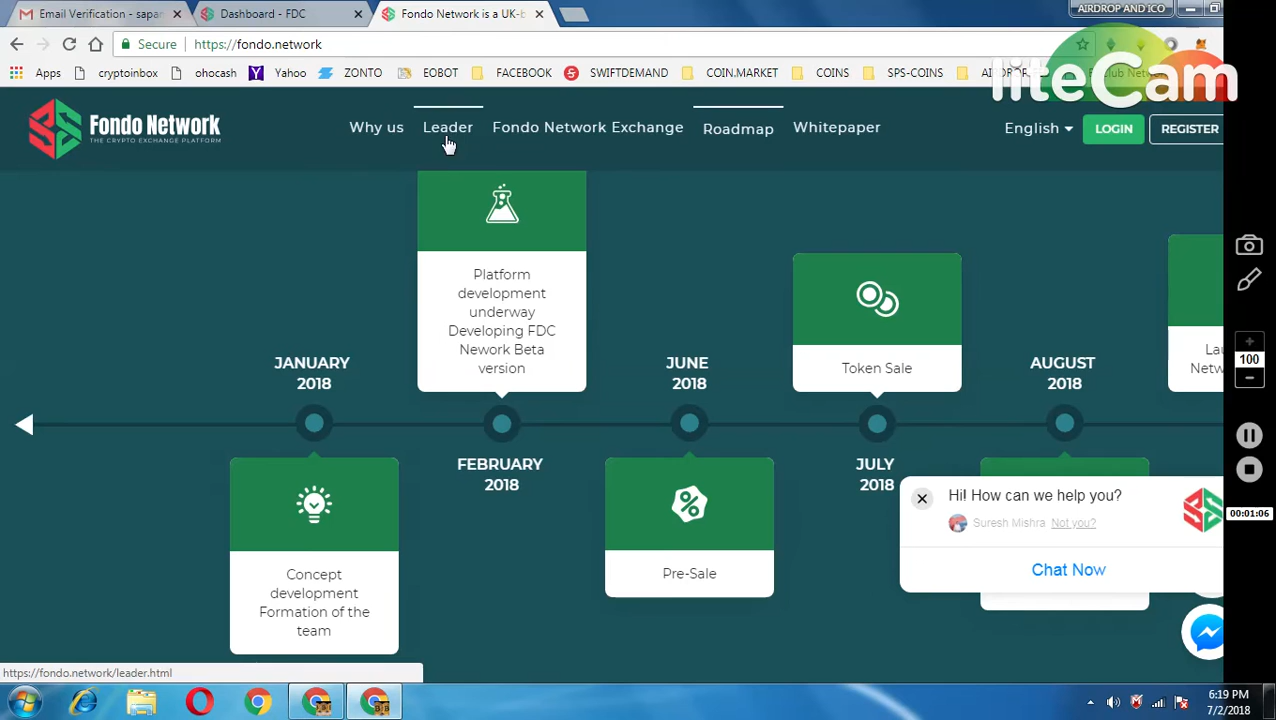 Email Verification - sapan
Dashboard - FDC
Fondo Network is a UK-b
AIRDROP AND ICO
Secure
https://fondo.network
Apps
cryptoinbox
ohocash
Yahoo
ZONTO
EOBOT
FACEBOOK
SWIFTDEMAND
COIN.MARKET
COINS
SPS-COINS
liteCam
Fondo Network
THE CRYPTO EXCHANGE PLATFORM
Why us
Leader
Fondo Network Exchange
Roadmap
Whitepaper
English
LOGIN
REGISTER
Platform
development
underway
Developing FDC
Nework Beta
version
Token Sale
JANUARY
2018
JUNE
2018
AUGUST
2018
FEBRUARY
2018
JULY
2018
Concept
development
Formation of the
team
Pre-Sale
Hi! How can we help you?
Suresh Mishra Not you?
Chat Now
100
00:01:06
https://fondo.network/leader.html
6:19 PM
7/2/2018